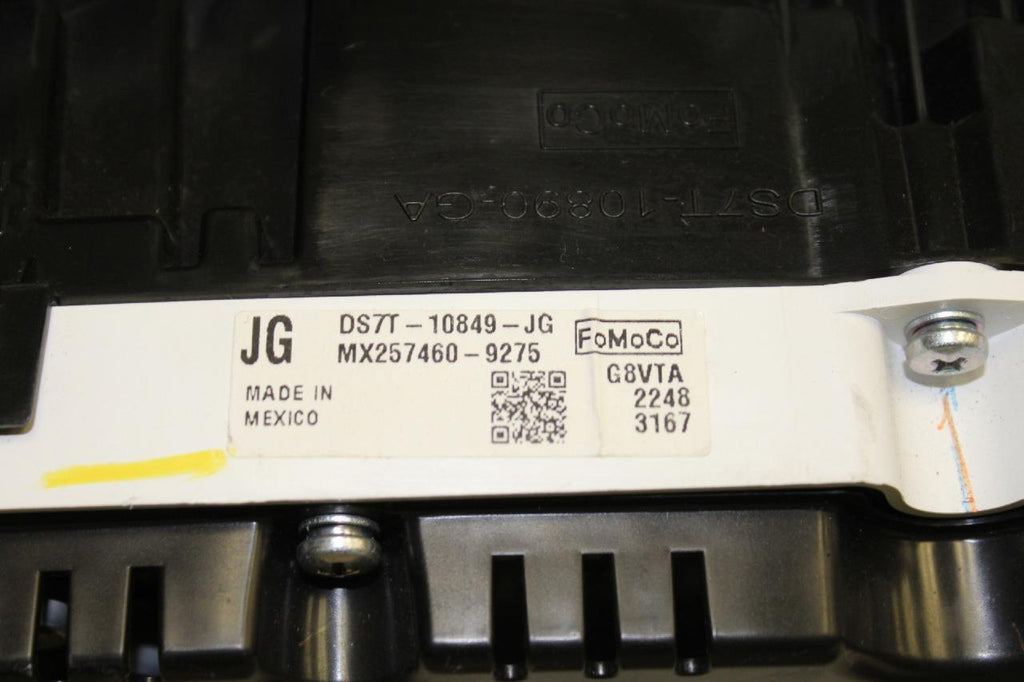 FoMoCo
DS7T-10890-GA
JG
DS7T-10849-JG
MX257460-9275
FoMoCo
MADE IN
MEXICO
G8VTA
2248
3167